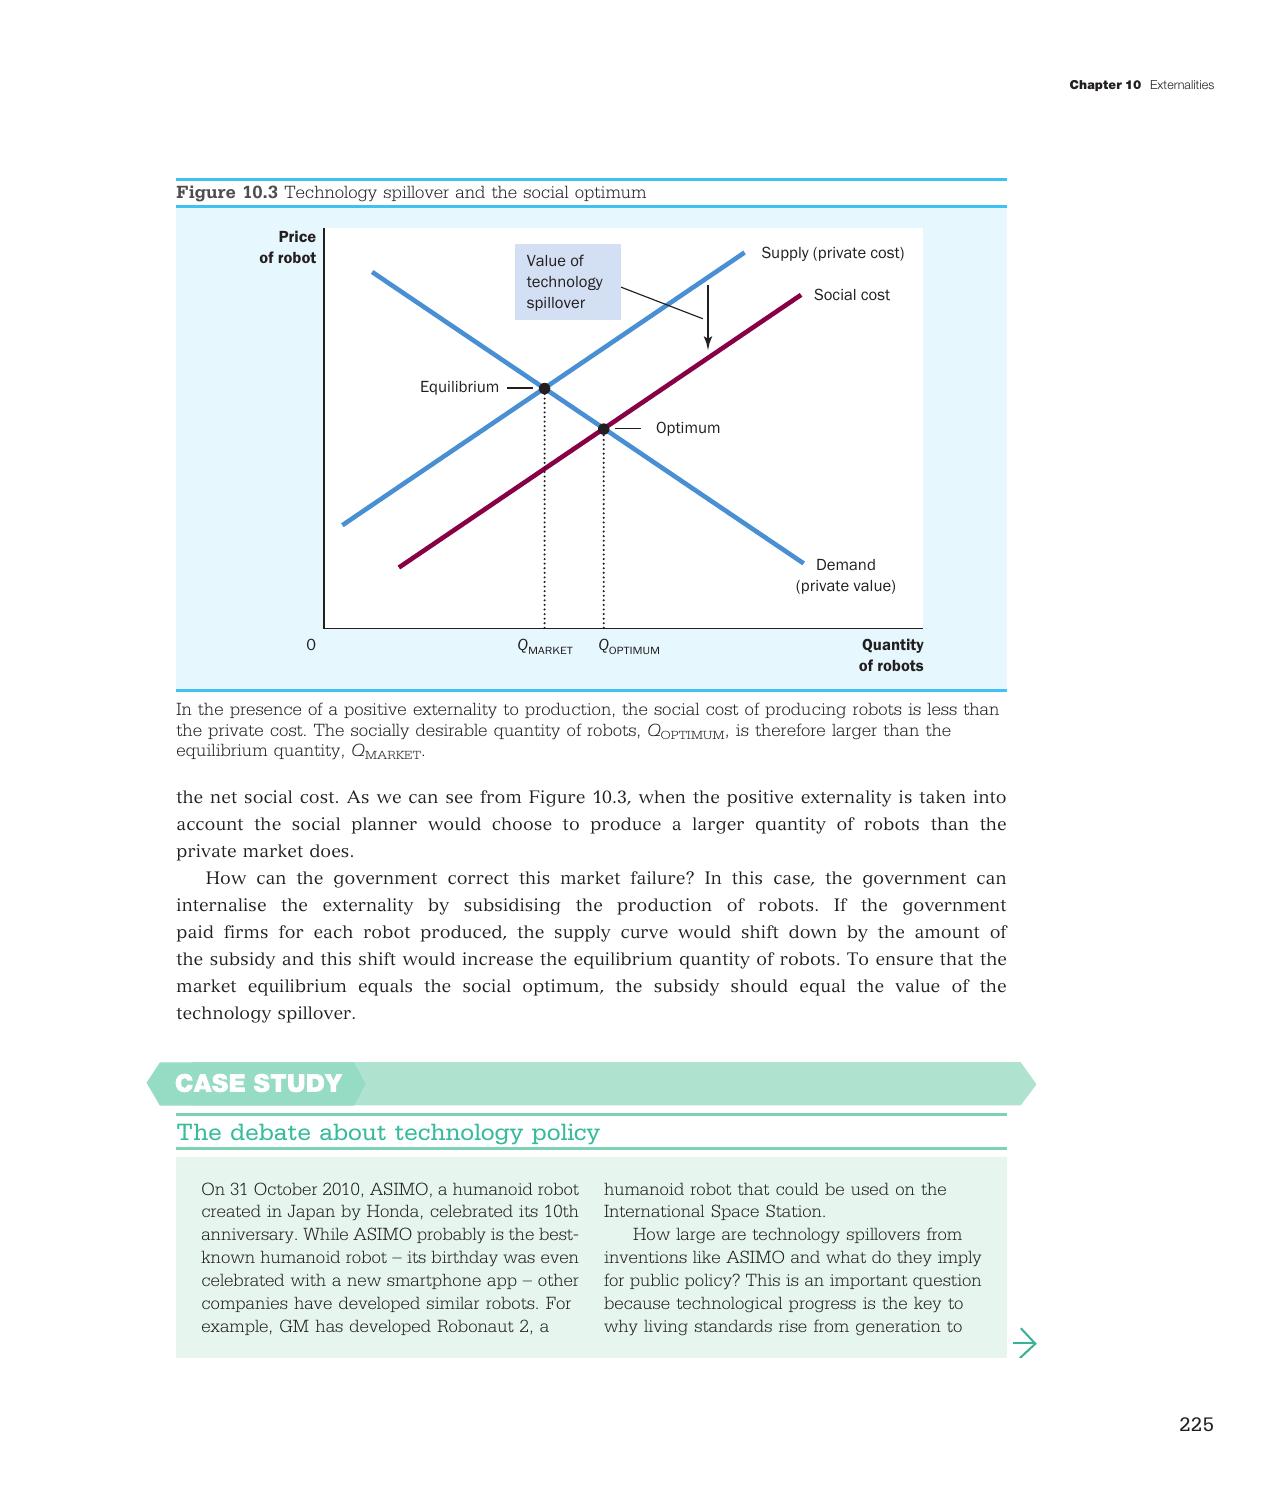 Chapter 10 Externalities
Figure 10.3 Technology spillover and the social optimum
Price
of robot
Value of
technology
spillover
Supply (private cost)
Social cost
Equilibrium
Optimum
Demand
(private value)
0
QMARKET
QOPTIMUM
Quantity
of robots
In the presence of a positive externality to production, the social cost of producing robots is less than
the private cost. The socially desirable quantity of robots, QOPTIMUM, is therefore larger than the
equilibrium quantity, QMARKET.
the net social cost. As we can see from Figure 10.3, when the positive externality is taken into
account the social planner would choose to produce a larger quantity of robots than the
private market does.
How can the government correct this market failure? In this case, the government can
internalise the externality by subsidising the production of robots. If the government
paid firms for each robot produced, the supply curve would shift down by the amount of
the subsidy and this shift would increase the equilibrium quantity of robots. To ensure that the
market equilibrium equals the social optimum, the subsidy should equal the value of the
technology spillover.
CASE STUDY
The debate about technology policy
On 31 October 2010, ASIMO, a humanoid robot
created in Japan by Honda, celebrated its 10th
anniversary. While ASIMO probably is the best-
known humanoid robot – its birthday was even
celebrated with a new smartphone app – other
companies have developed similar robots. For
example, GM has developed Robonaut 2, a
humanoid robot that could be used on the
International Space Station.
How large are technology spillovers from
inventions like ASIMO and what do they imply
for public policy? This is an important question
because technological progress is the key to
why living standards rise from generation to
225